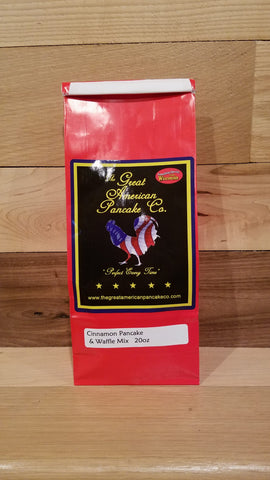 The Great
American
Pancake Co.
"Perfect Every Time"
www.thegreatamericanpancakeco.com
Cinnamon Pancake
& Waffle Mix 20oz